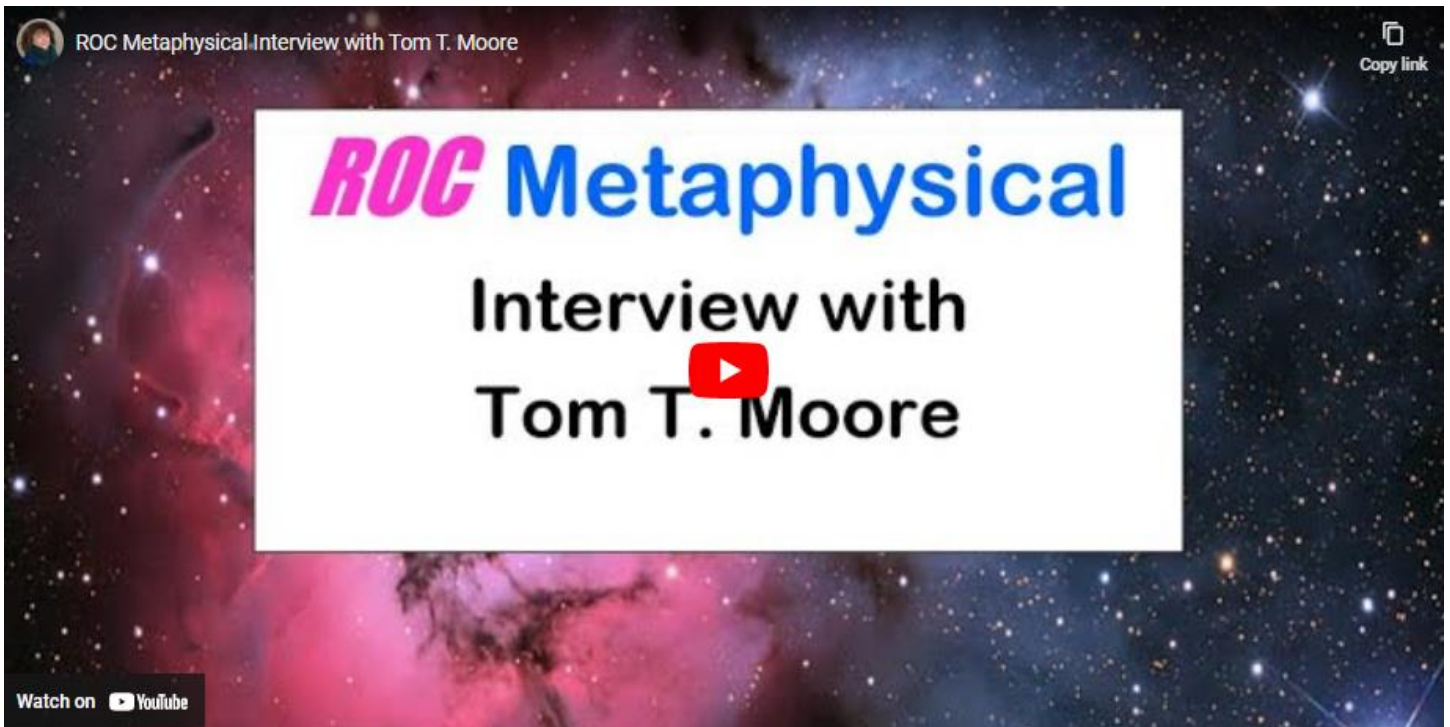 ROC Metaphysical Interview with Tom T. Moore
Copy link
ROC Metaphysical
Interview with
Tom T. Moore
Watch on YouTube